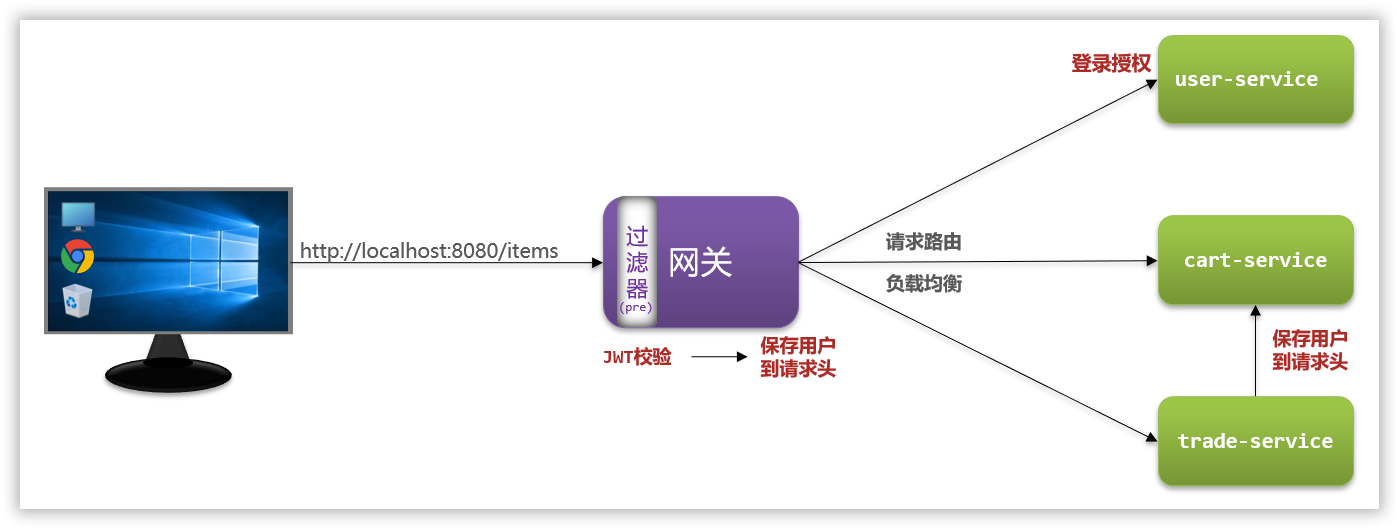 登录授权
user-service
http://localhost:8080/items
过滤器
(pre)
网关
请求路由
负载均衡
cart-service
JWT校验
保存用户
到请求头
保存用户
到请求头
trade-service